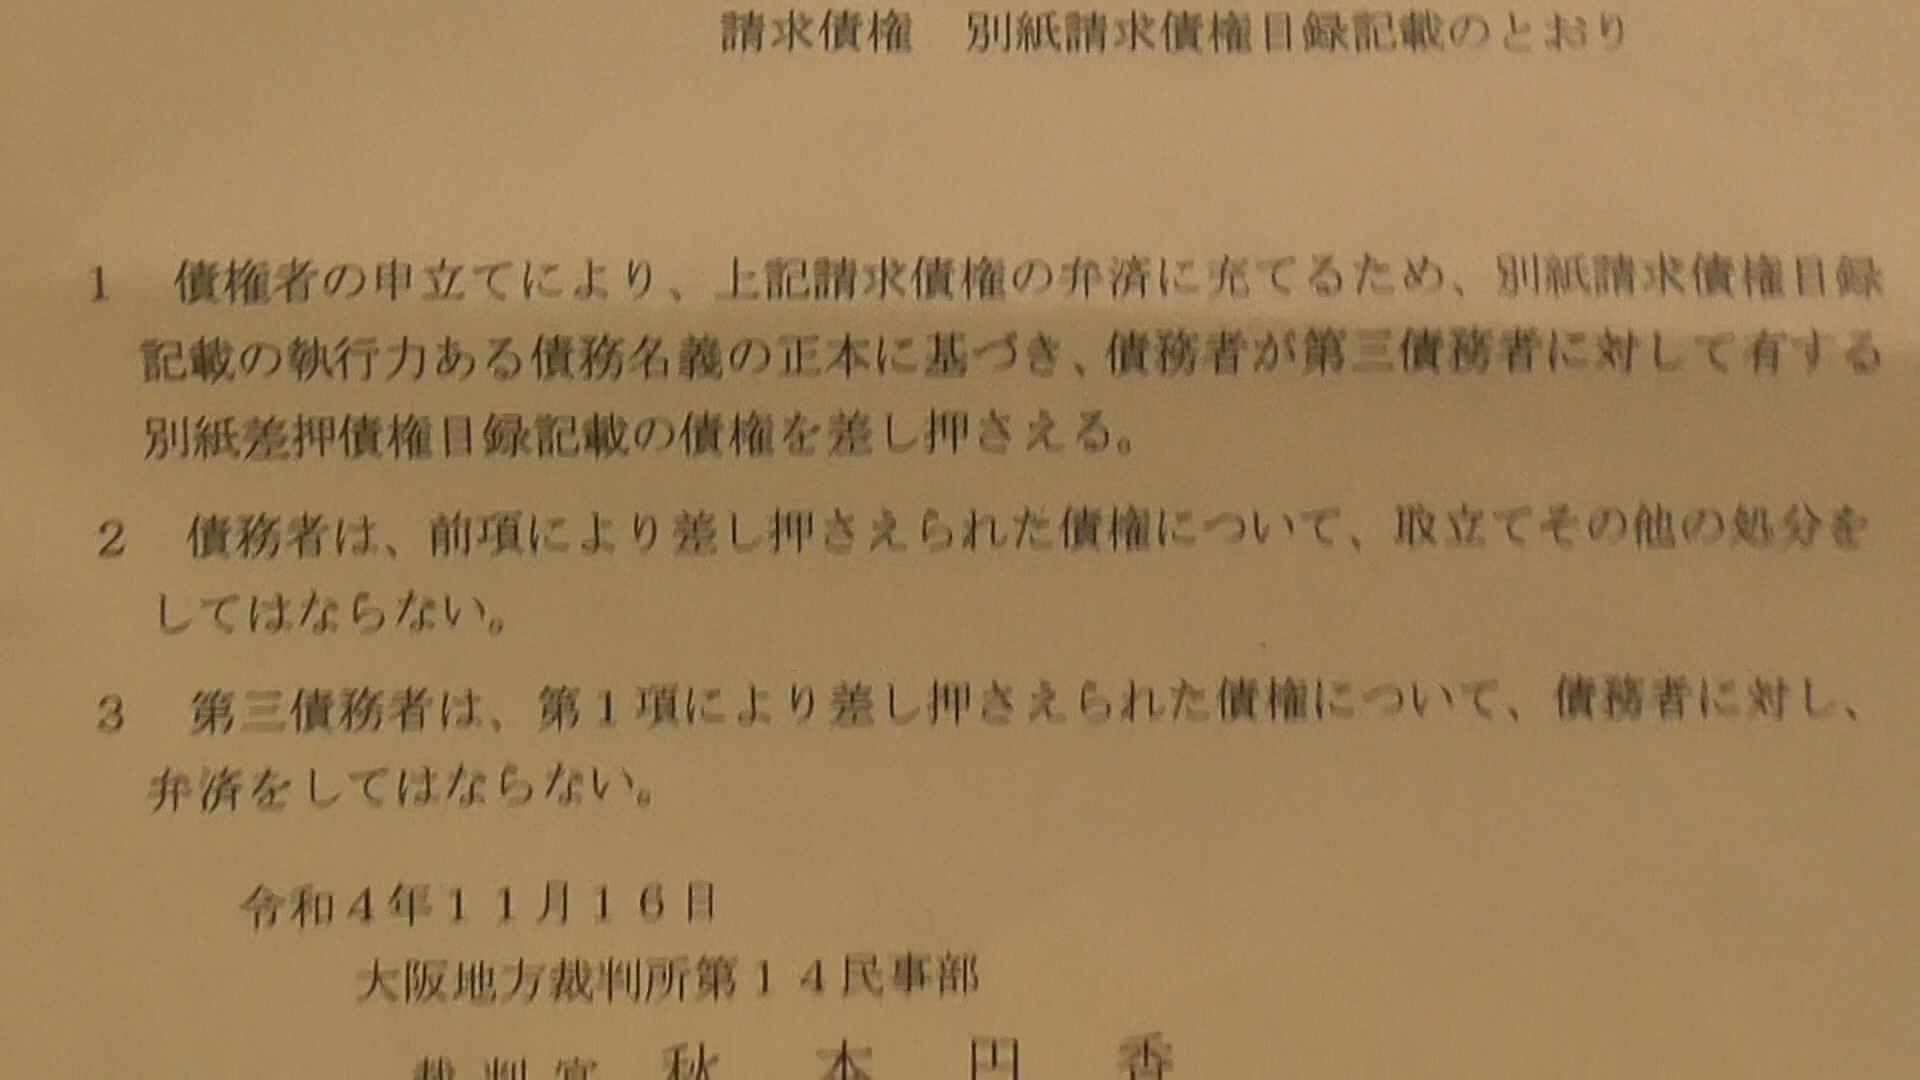 請求債権　別紙請求債権目録記載のとおり
１　債権者の申立てにより、上記請求債権の弁済に充てるため、別紙請求債権目録
記載の執行力ある債務名義の正本に基づき、債務者が第三債務者に対して有する
別紙差押債権目録記載の債権を差し押さえる。
２　債務者は、前項により差し押さえられた債権について、取立てその他の処分を
してはならない。
３　第三債務者は、第１項により差し押さえられた債権について、債務者に対し、
弁済をしてはならない。
令和４年１１月１６日
大阪地方裁判所第１４民事部
裁判官　秋本円香